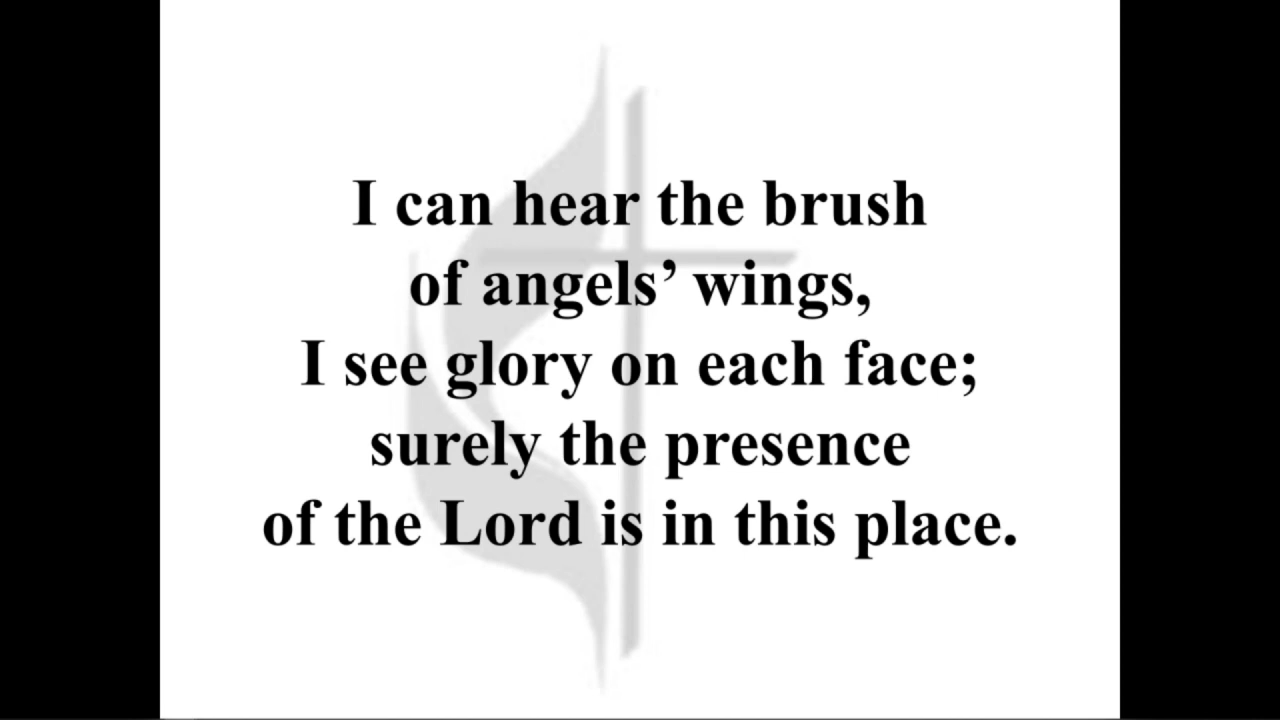 I can hear the brush
of angels’ wings,
I see glory on each face;
surely the presence
of the Lord is in this place.